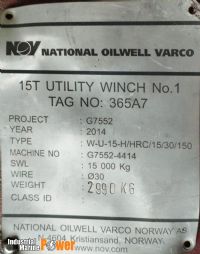 NOV NATIONAL OILWELL VARCO
15T UTILITY WINCH No.1
TAG NO: 365A7
PROJECT : G7552
YEAR : 2014
TYPE : W-U-15-H/HRC/15/30/150
MACHINE NO : G7552-4414
SWL : 15 000 Kg
WIRE : Ø30
WEIGHT : 2990 KG
CLASS ID :
NATIONAL OILWELL VARCO NORWAY AS
N-4604 Kristiansand, NORWAY
www.nov.com
Industrial Marine Power